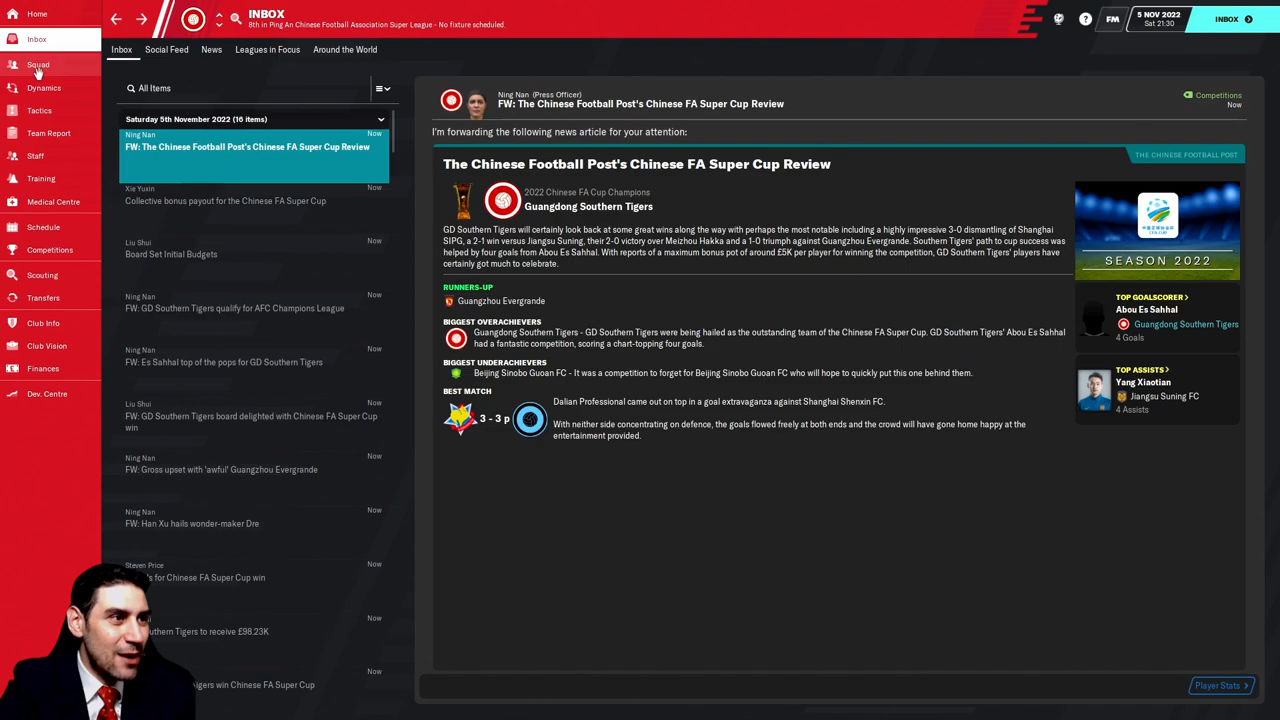 Home
Inbox
Squad
Dynamics
Tactics
Team Report
Staff
Training
Medical Centre
Schedule
Competitions
Scouting
Transfers
Club Info
Club Vision
Finances
Dev. Centre
INBOX
8th in Ping An Chinese Football Association Super League - No fixture scheduled.
FM
5 NOV 2022
Sat 21:30
INBOX
Inbox
Social Feed
News
Leagues in Focus
Around the World
All Items
Saturday 5th November 2022 (16 items)
Ning Nan
Now
FW: The Chinese Football Post's Chinese FA Super Cup Review
Xie Yuxin
Now
Collective bonus payout for the Chinese FA Super Cup
Liu Shui
Now
Board Set Initial Budgets
Ning Nan
Now
FW: GD Southern Tigers qualify for AFC Champions League
Ning Nan
Now
FW: Es Sahhal top of the pops for GD Southern Tigers
Liu Shui
Now
FW: GD Southern Tigers board delighted with Chinese FA Super Cup
win
Ning Nan
Now
FW: Gross upset with 'awful' Guangzhou Evergrande
Ning Nan
Now
FW: Han Xu hails wonder-maker Dre
Steven Price
Now
for Chinese FA Super Cup win
Now
Southern Tigers to receive £98.23K
Now
Tigers win Chinese FA Super Cup
Ning Nan (Press Officer)
FW: The Chinese Football Post's Chinese FA Super Cup Review
Competitions
Now
I'm forwarding the following news article for your attention:
The Chinese Football Post's Chinese FA Super Cup Review
THE CHINESE FOOTBALL POST
2022 Chinese FA Cup Champions
Guangdong Southern Tigers
GD Southern Tigers will certainly look back at some great wins along the way with perhaps the most notable including a highly impressive 3-0 dismantling of Shanghai
SIPG, a 2-1 win versus Jiangsu Suning, their 2-0 victory over Meizhou Hakka and a 1-0 triumph against Guangzhou Evergrande. Southern Tigers' path to cup success was
helped by four goals from Abou Es Sahhal. With reports of a maximum bonus pot of around £5K per player for winning the competition, GD Southern Tigers' players have
certainly got much to celebrate.
RUNNERS-UP
Guangzhou Evergrande
BIGGEST OVERACHIEVERS
Guangdong Southern Tigers - GD Southern Tigers were being hailed as the outstanding team of the Chinese FA Super Cup. GD Southern Tigers' Abou Es Sahhal
had a fantastic competition, scoring a chart-topping four goals.
BIGGEST UNDERACHIEVERS
Beijing Sinobo Guoan FC - It was a competition to forget for Beijing Sinobo Guoan FC who will hope to quickly put this one behind them.
BEST MATCH
3 - 3 p
Dalian Professional came out on top in a goal extravaganza against Shanghai Shenxin FC.
With neither side concentrating on defence, the goals flowed freely at both ends and the crowd will have gone home happy at the
entertainment provided.
SEASON 2022
TOP GOALSCORER
Abou Es Sahhal
Guangdong Southern Tigers
4 Goals
TOP ASSISTS
Yang Xiaotian
Jiangsu Suning FC
4 Assists
Player Stats